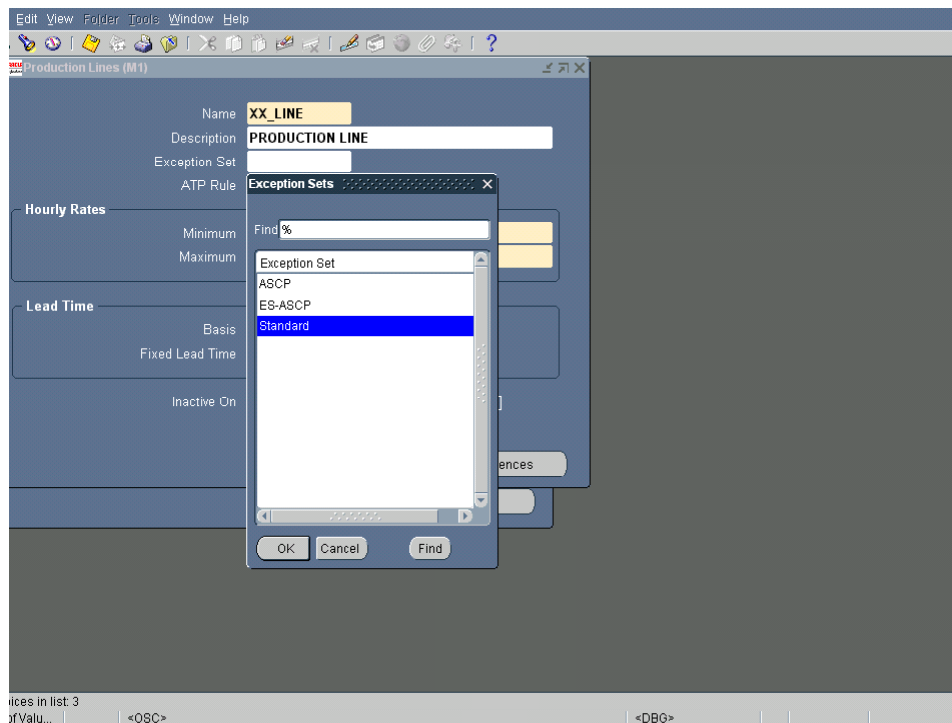 Edit View Folder Tools Window Help
Production Lines (M1)
Name XX_LINE
Description PRODUCTION LINE
Exception Set
ATP Rule
Exception Sets
Hourly Rates
Minimum
Maximum
Find %
Exception Set
ASCP
ES-ASCP
Standard
Lead Time
Basis
Fixed Lead Time
Inactive On
ences
OK Cancel Find
oices in list: 3
of Valu... <OSC> <DBG>